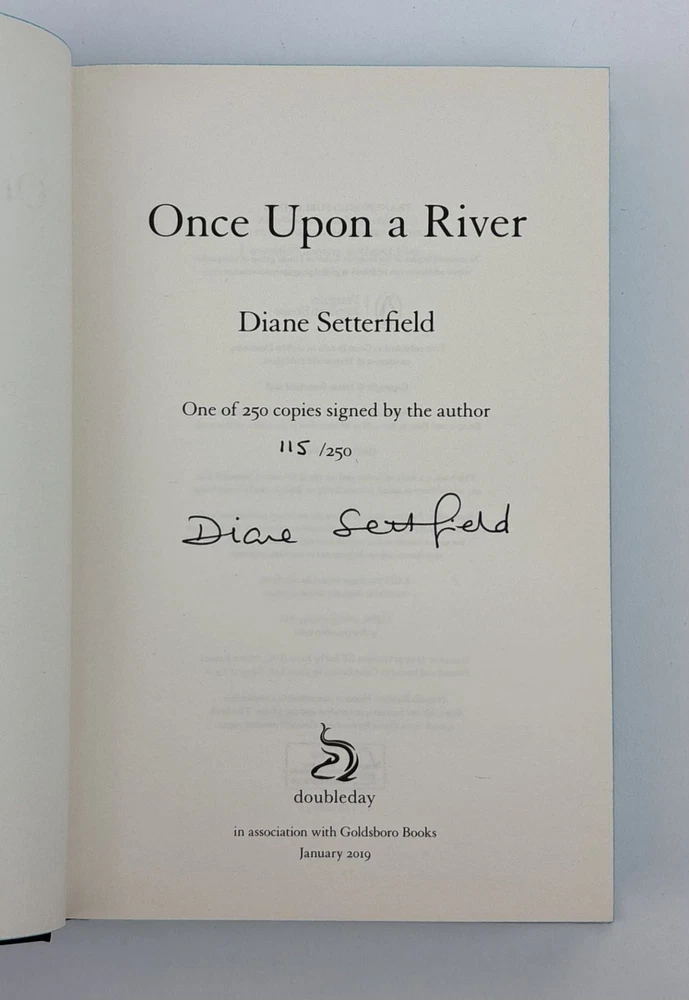 Once Upon a River
Diane Setterfield
One of 250 copies signed by the author
115 /250
Diane Setterfield
doubleday
in association with Goldsboro Books
January 2019